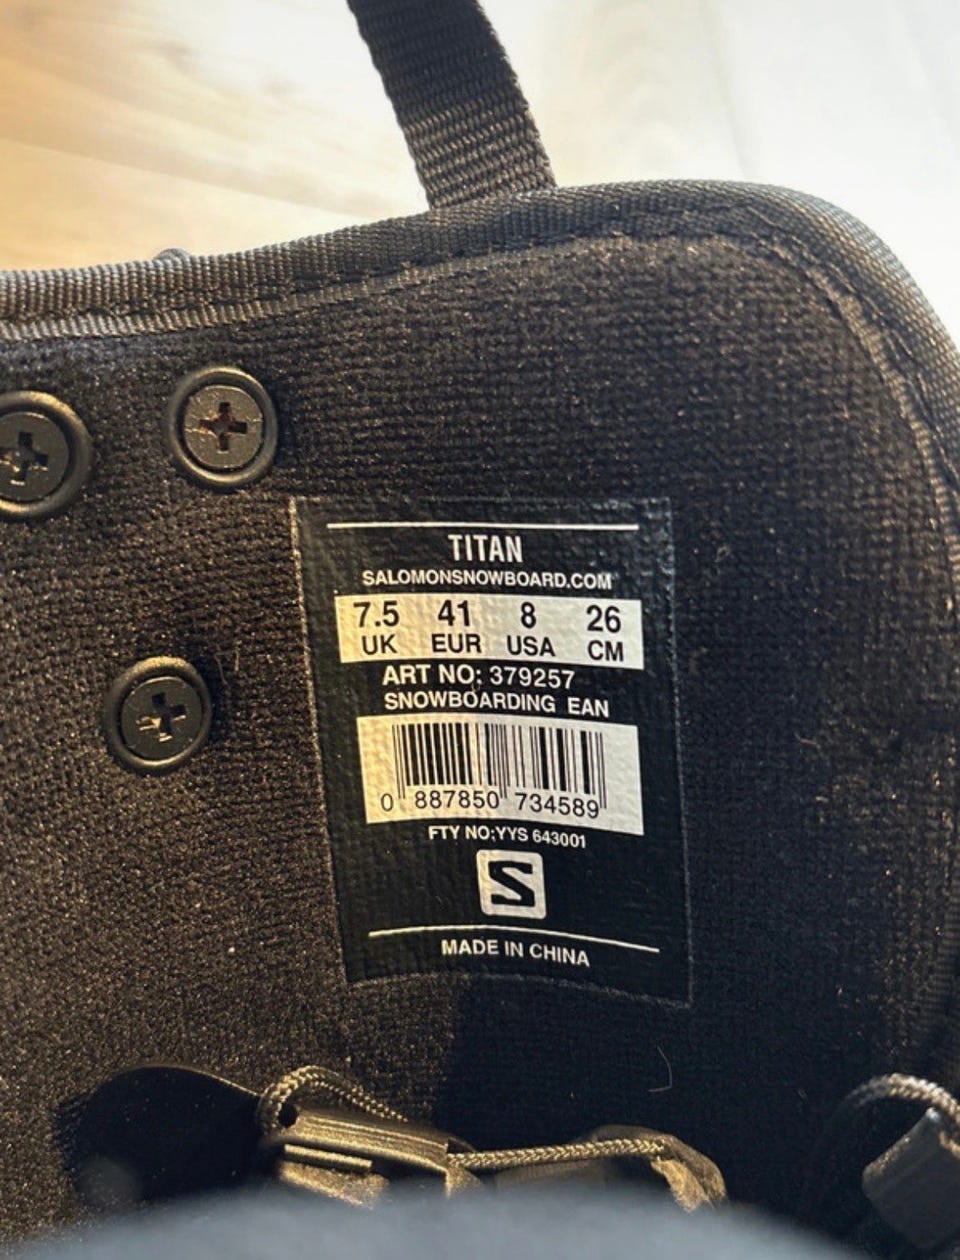 TITAN
SALOMONSNOWBOARD.COM
7.5 41 8 26
UK EUR USA CM
ART NO: 379257
SNOWBOARDING EAN
0 887850 734589
FTY NO:YYS 643001
S
MADE IN CHINA